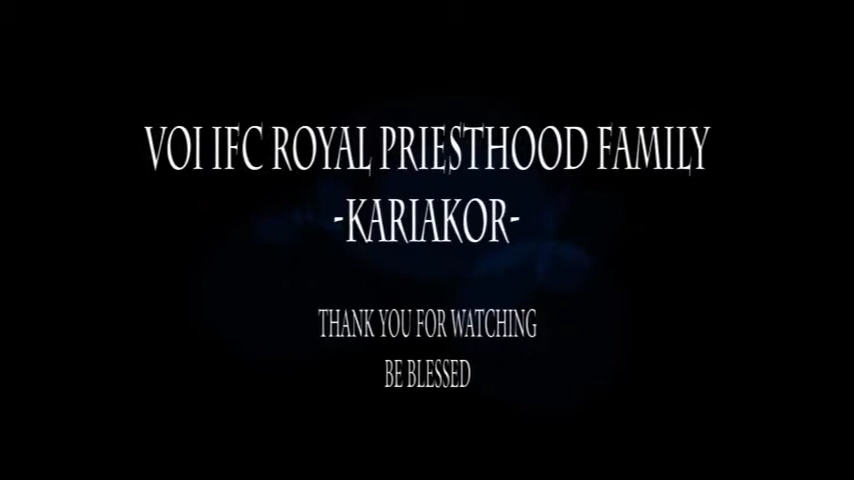 VOI IFC ROYAL PRIESTHOOD FAMILY
-KARIAKOR-
THANK YOU FOR WATCHING
BE BLESSED